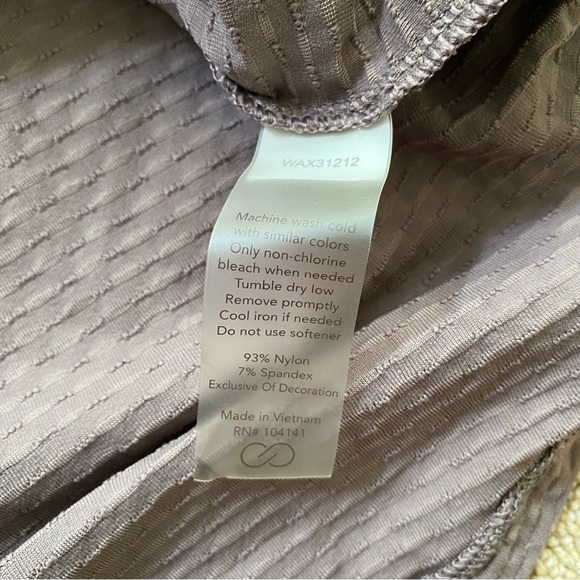 WAX31212
Machine wash cold
with similar colors
Only non-chlorine
bleach when needed
Tumble dry low
Remove promptly
Cool iron if needed
Do not use softener
93% Nylon
7% Spandex
Exclusive Of Decoration
Made in Vietnam
RN# 104141